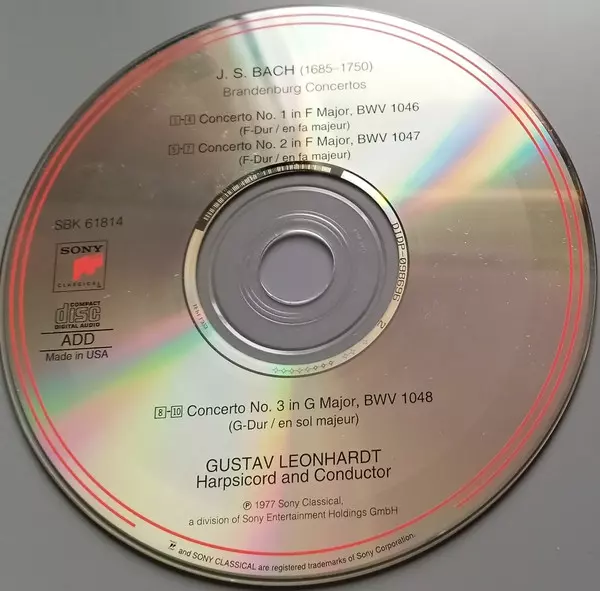 J. S. BACH (1685–1750)
Brandenburg Concertos
1-4 Concerto No. 1 in F Major, BWV 1046
(F-Dur / en fa majeur)
5-7 Concerto No. 2 in F Major, BWV 1047
(F-Dur / en fa majeur)
SBK 61814
SONY
CLASSICAL
COMPACT
disc
DIGITAL AUDIO
ADD
Made in USA
DIDP-098696 2
8-10 Concerto No. 3 in G Major, BWV 1048
(G-Dur / en sol majeur)
GUSTAV LEONHARDT
Harpsicord and Conductor
℗ 1977 Sony Classical,
a division of Sony Entertainment Holdings GmbH
and SONY CLASSICAL are registered trademarks of Sony Corporation.